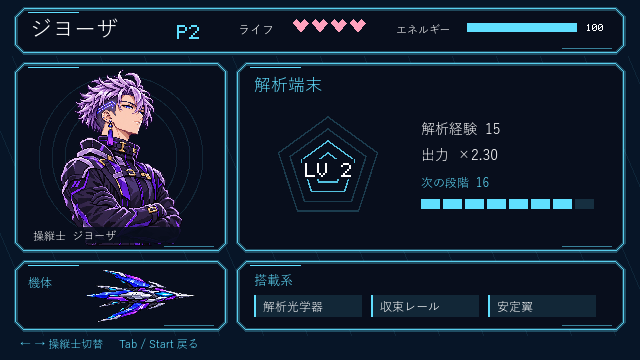 ジョーザ P2 ライフ エネルギー 100
解析端末
LV 2
解析経験 15
出力 ×2.30
次の段階 16
操縦士 ジョーザ
機体
搭載系
解析光学器 収束レール 安定翼
← → 操縦士切替 Tab / Start 戻る